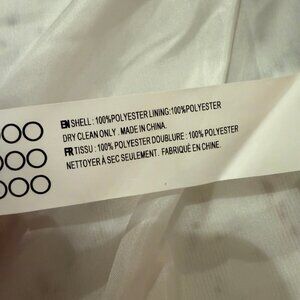 EN SHELL : 100%POLYESTER LINING:100%POLYESTER
DRY CLEAN ONLY . MADE IN CHINA.
FR TISSU : 100% POLYESTER DOUBLURE : 100% POLYESTER
NETTOYER À SEC SEULEMENT . FABRIQUÉ EN CHINE.